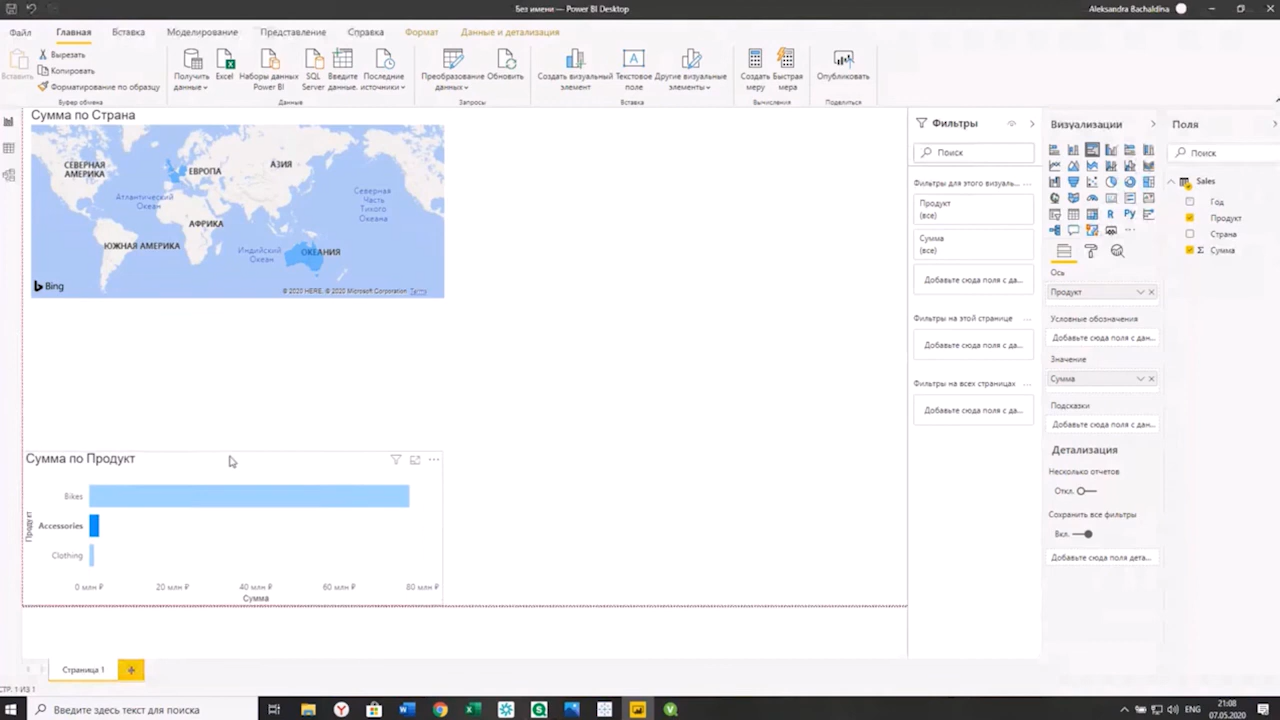 Без имени — Power BI Desktop
Aleksandra Bachaldina
Файл Главная Вставка Моделирование Представление Справка Формат Данные и детализация
Вставить
Вырезать
Копировать
Форматирование по образцу
Буфер обмена
Получить данные
Excel
Наборы данных Power BI
SQL Server
Введите данные.
Последние источники
Данные
Преобразование данных
Обновить
Запросы
Создать визуальный элемент
Текстовое поле
Другие визуальные элементы
Вставка
Создать меру
Быстрая мера
Вычисления
Опубликовать
Поделиться
Сумма по Страна
СЕВЕРНАЯ АМЕРИКА
ЕВРОПА
АЗИЯ
Атлантический Океан
Северная Часть Тихого Океана
АФРИКА
ЮЖНАЯ АМЕРИКА
Индийский Океан
ОКЕАНИЯ
Bing
© 2020 HERE, © 2020 Microsoft Corporation Terms
Сумма по Продукт
Продукт
Bikes
Accessories
Clothing
0 млн ₽ 20 млн ₽ 40 млн ₽ 60 млн ₽ 80 млн ₽
Сумма
Фильтры
Поиск
Фильтры для этого визуаль... ...
Продукт
(все)
Сумма
(все)
Добавьте сюда поля с да...
Фильтры на этой странице ...
Добавьте сюда поля с да...
Фильтры на всех страницах ...
Добавьте сюда поля с да...
Визуализации
R Py
Ось
Продукт
Условные обозначения
Добавьте сюда поля с дан...
Значение
Сумма
Подсказки
Добавьте сюда поля с дан...
Детализация
Несколько отчетов
Откл.
Сохранить все фильтры
Вкл.
Добавьте сюда поля дета...
Поля
Поиск
Sales
Год
Продукт
Страна
Σ Сумма
Страница 1
СТР. 1 ИЗ 1
Введите здесь текст для поиска
ENG
21:08
07.05.2020